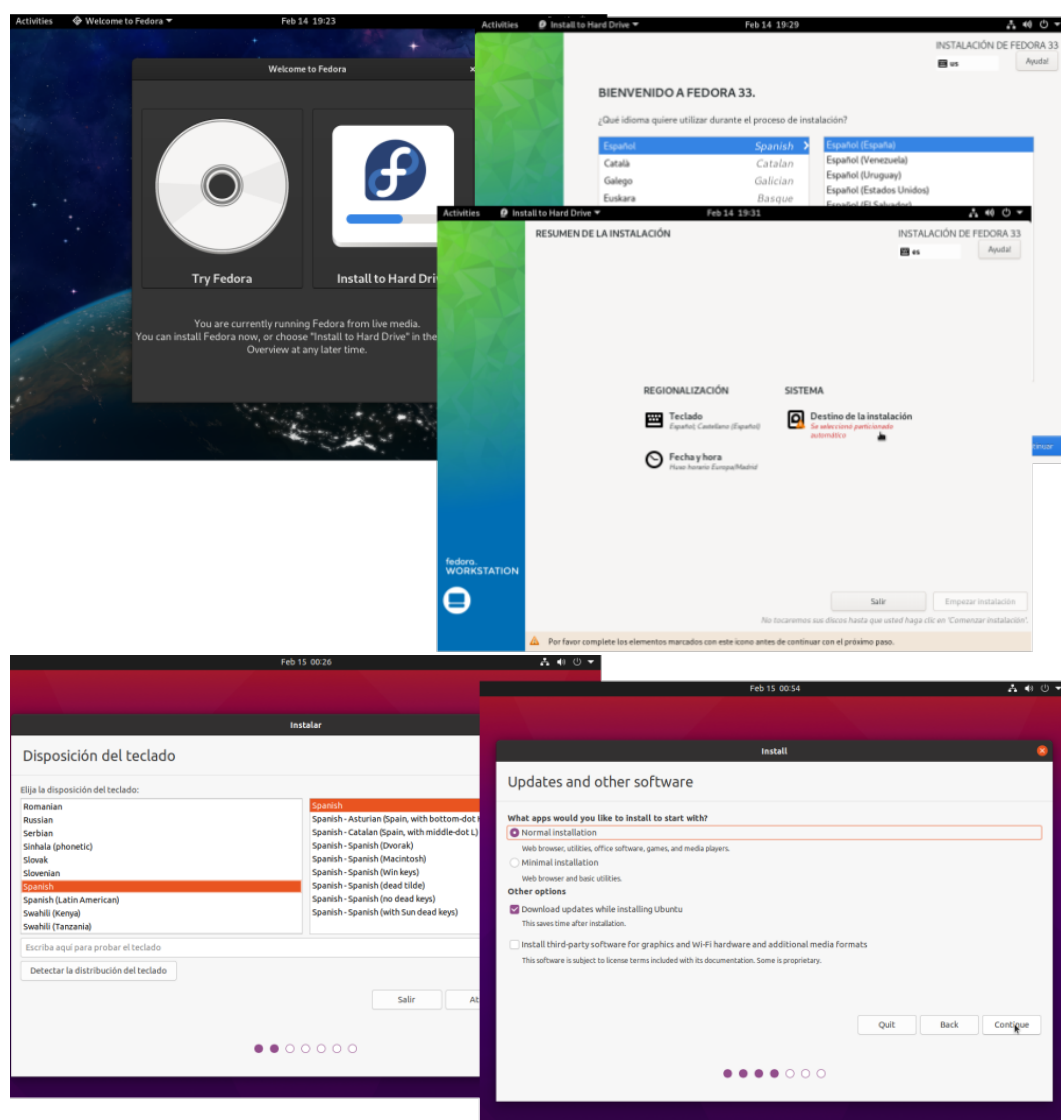 Activities Welcome to Fedora Feb 14 19:23
Welcome to Fedora ×
Try Fedora Install to Hard Dri
You are currently running Fedora from live media.
You can install Fedora now, or choose "Install to Hard Drive" in the
Overview at any later time.
Activities Install to Hard Drive Feb 14 19:29
INSTALACIÓN DE FEDORA 33
us Ayuda!
BIENVENIDO A FEDORA 33.
¿Qué idioma quiere utilizar durante el proceso de instalación?
Español Spanish Español (España)
Català Catalan Español (Venezuela)
Galego Galician Español (Uruguay)
Euskara Basque Español (Estados Unidos)
Español (El Salvador)
tinuar
Activities Install to Hard Drive Feb 14 19:31
RESUMEN DE LA INSTALACIÓN INSTALACIÓN DE FEDORA 33
es Ayuda!
REGIONALIZACIÓN SISTEMA
Teclado Destino de la instalación
Español; Castellano (Español) Se seleccionó particionado
automático
Fecha y hora
Huso horario Europa/Madrid
fedora.
WORKSTATION
Salir Empezar instalación
No tocaremos sus discos hasta que usted haga clic en 'Comenzar instalación'.
Por favor complete los elementos marcados con este icono antes de continuar con el próximo paso.
Feb 15 00:26
Instalar
Disposición del teclado
Elija la disposición del teclado:
Romanian Spanish
Russian Spanish - Asturian (Spain, with bottom-dot
Serbian Spanish - Catalan (Spain, with middle-dot L)
Sinhala (phonetic) Spanish - Spanish (Dvorak)
Slovak Spanish - Spanish (Macintosh)
Slovenian Spanish - Spanish (Win keys)
Spanish Spanish - Spanish (dead tilde)
Spanish (Latin American) Spanish - Spanish (no dead keys)
Swahili (Kenya) Spanish - Spanish (with Sun dead keys)
Swahili (Tanzania)
Escriba aquí para probar el teclado
Detectar la distribución del teclado
Salir At
Feb 15 00:54
Install
Updates and other software
What apps would you like to install to start with?
Normal installation
Web browser, utilities, office software, games, and media players.
Minimal installation
Web browser and basic utilities.
Other options
Download updates while installing Ubuntu
This saves time after installation.
Install third-party software for graphics and Wi-Fi hardware and additional media formats
This software is subject to license terms included with its documentation. Some is proprietary.
Quit Back Continue